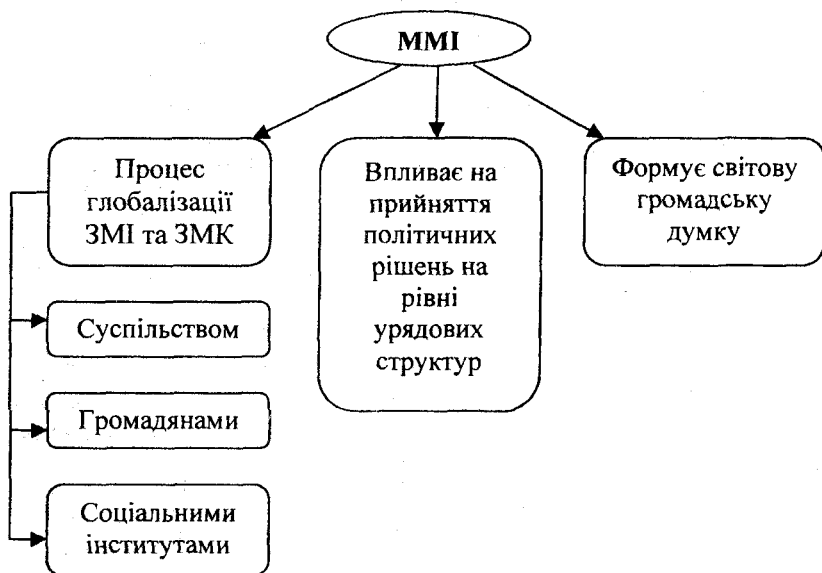 ММІ
Процес
глобалізації
ЗМІ та ЗМК
Впливає на
прийняття
політичних
рішень на
рівні
урядових
структур
Формує світову
громадську
думку
Суспільством
Громадянами
Соціальними
інститутами